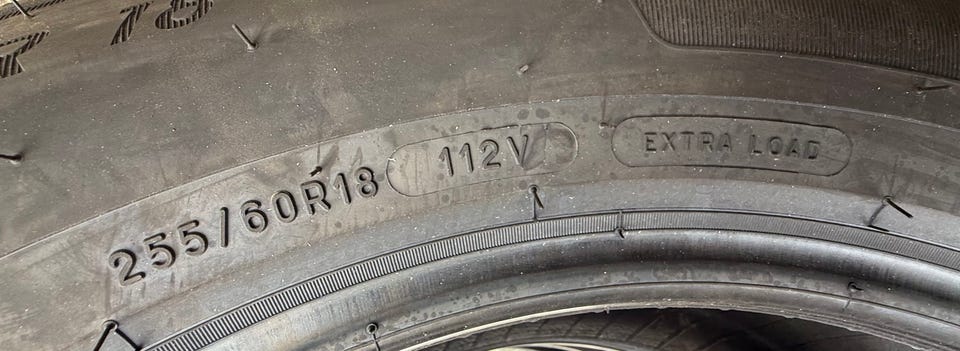 255/60R18 112V EXTRA LOAD